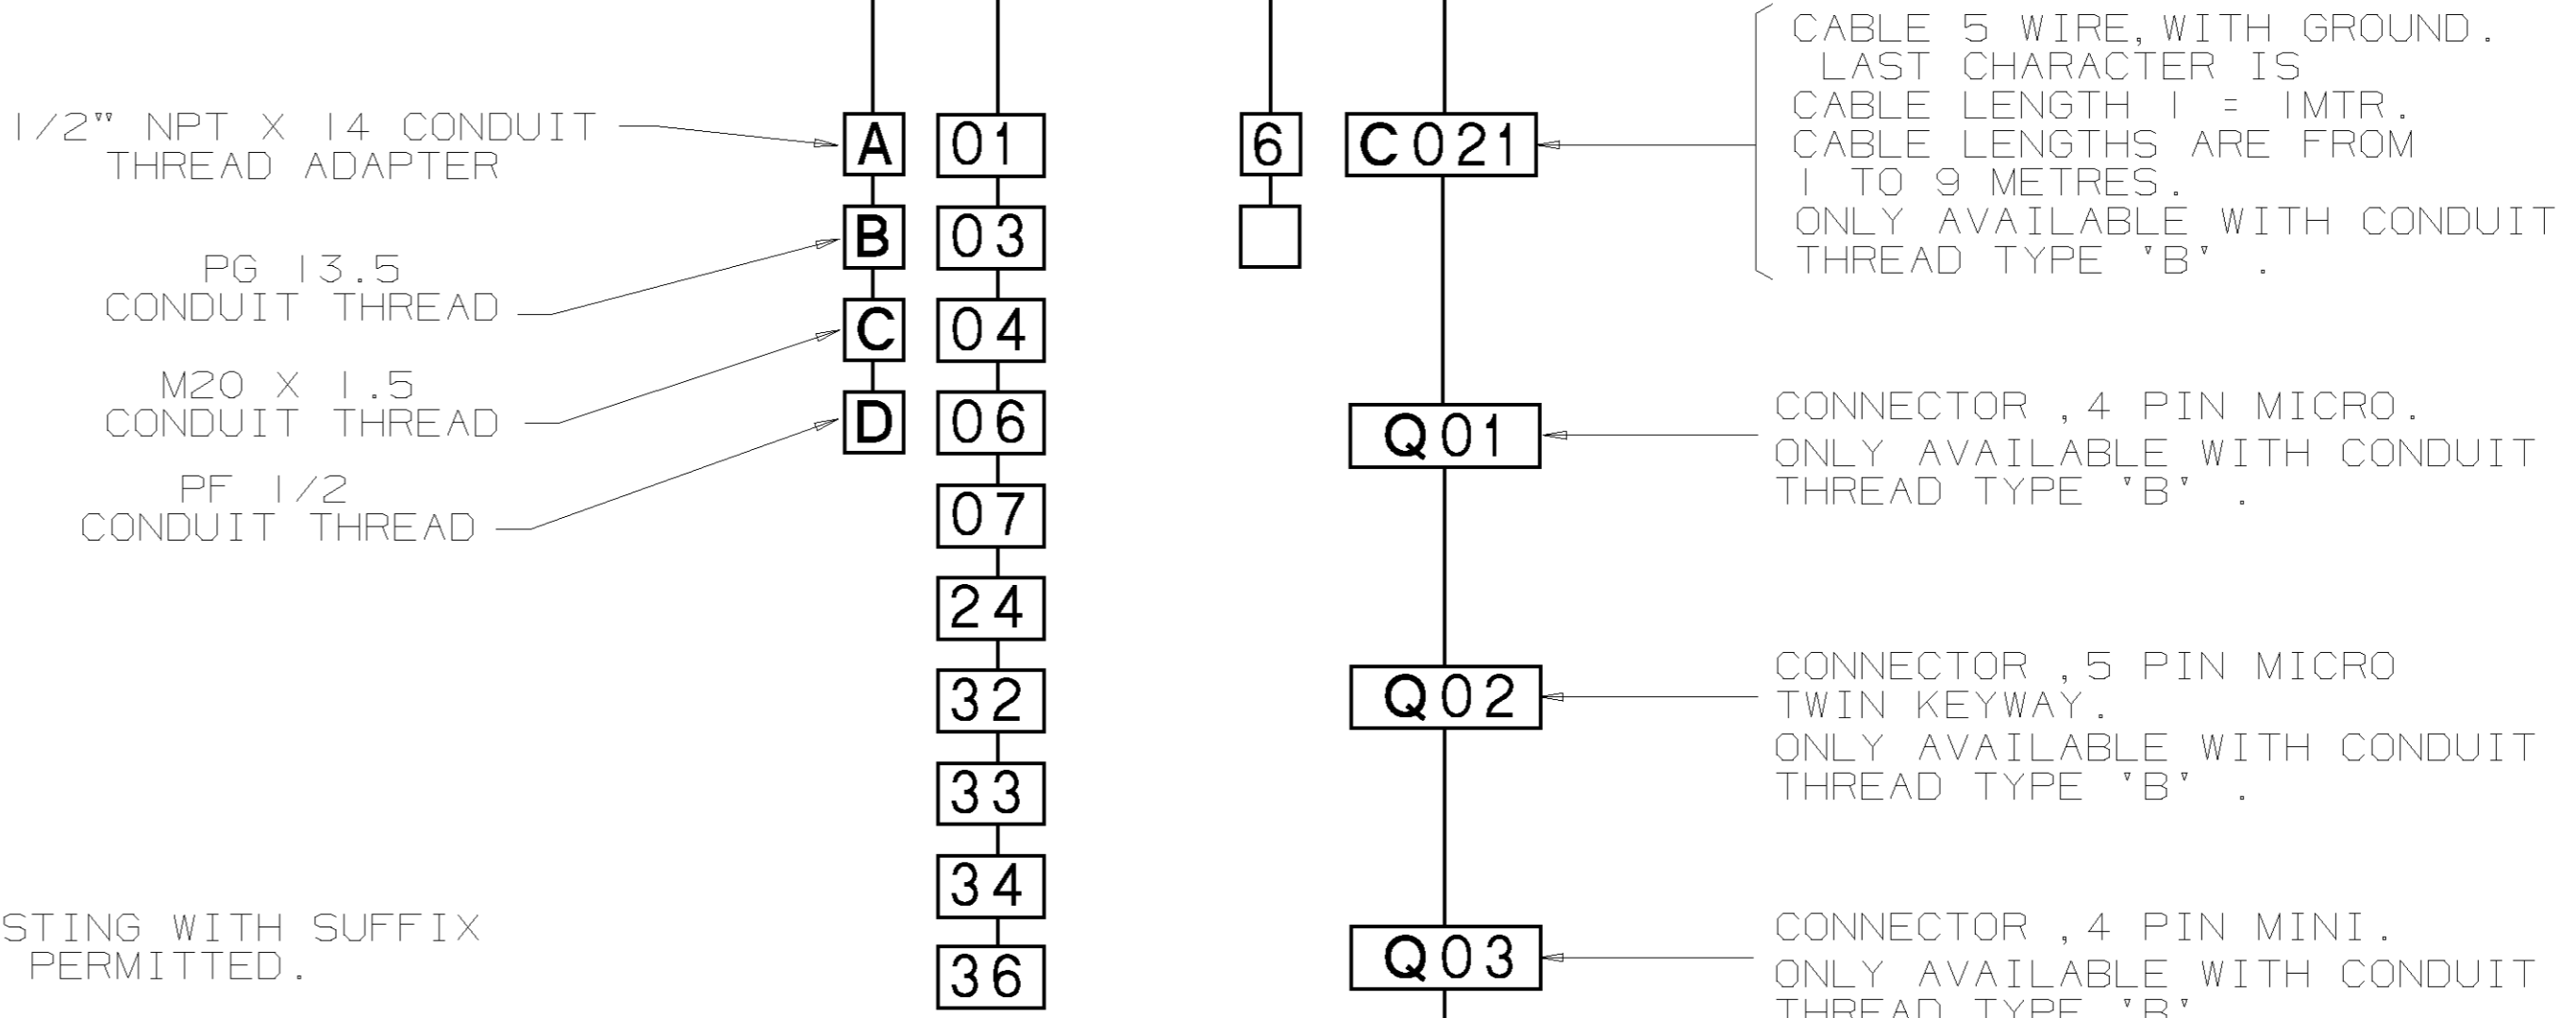 1/2" NPT X 14 CONDUIT
THREAD ADAPTER
PG 13.5
CONDUIT THREAD
M20 X 1.5
CONDUIT THREAD
PF 1/2
CONDUIT THREAD
STING WITH SUFFIX
PERMITTED.
A
B
C
D
01
03
04
06
07
24
32
33
34
36
6
C021
Q01
Q02
Q03
CABLE 5 WIRE, WITH GROUND.
LAST CHARACTER IS
CABLE LENGTH 1 = 1MTR.
CABLE LENGTHS ARE FROM
1 TO 9 METRES.
ONLY AVAILABLE WITH CONDUIT
THREAD TYPE 'B' .
CONNECTOR ,4 PIN MICRO.
ONLY AVAILABLE WITH CONDUIT
THREAD TYPE 'B' .
CONNECTOR ,5 PIN MICRO
TWIN KEYWAY.
ONLY AVAILABLE WITH CONDUIT
THREAD TYPE 'B' .
CONNECTOR ,4 PIN MINI.
ONLY AVAILABLE WITH CONDUIT
THREAD TYPE 'B'